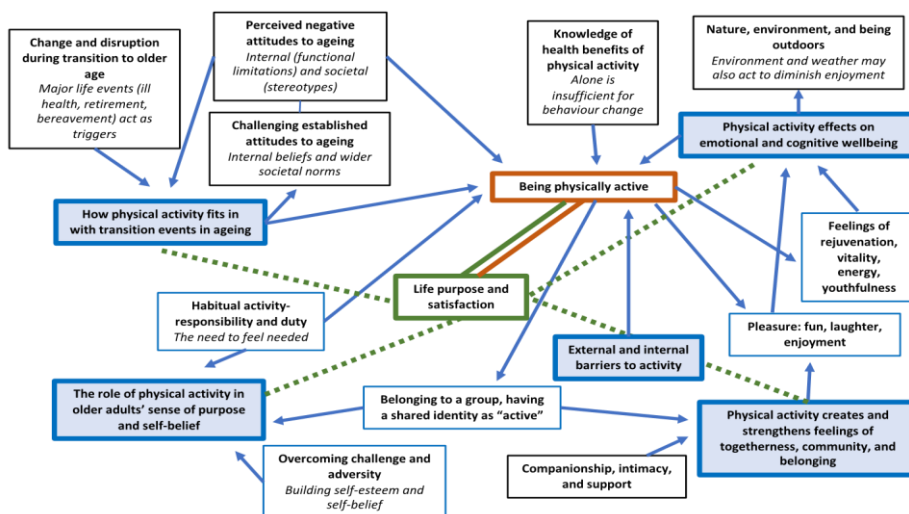 Change and disruption
during transition to older
age
Major life events (ill
health, retirement,
bereavement) act as
triggers
Perceived negative
attitudes to ageing
Internal (functional
limitations) and societal
(stereotypes)
Challenging established
attitudes to ageing
Internal beliefs and wider
societal norms
Knowledge of
health benefits of
physical activity
Alone is
insufficient for
behaviour change
Nature, environment, and being
outdoors
Environment and weather may
also act to diminish enjoyment
Physical activity effects on
emotional and cognitive wellbeing
Being physically active
How physical activity fits in
with transition events in ageing
Feelings of
rejuvenation,
vitality,
energy,
youthfulness
Life purpose and
satisfaction
Habitual activity-
responsibility and duty
The need to feel needed
Pleasure: fun, laughter,
enjoyment
External and internal
barriers to activity
The role of physical activity in
older adults' sense of purpose
and self-belief
Belonging to a group, having
a shared identity as "active"
Physical activity creates and
strengthens feelings of
togetherness, community, and
belonging
Overcoming challenge and
adversity
Building self-esteem and
self-belief
Companionship, intimacy,
and support